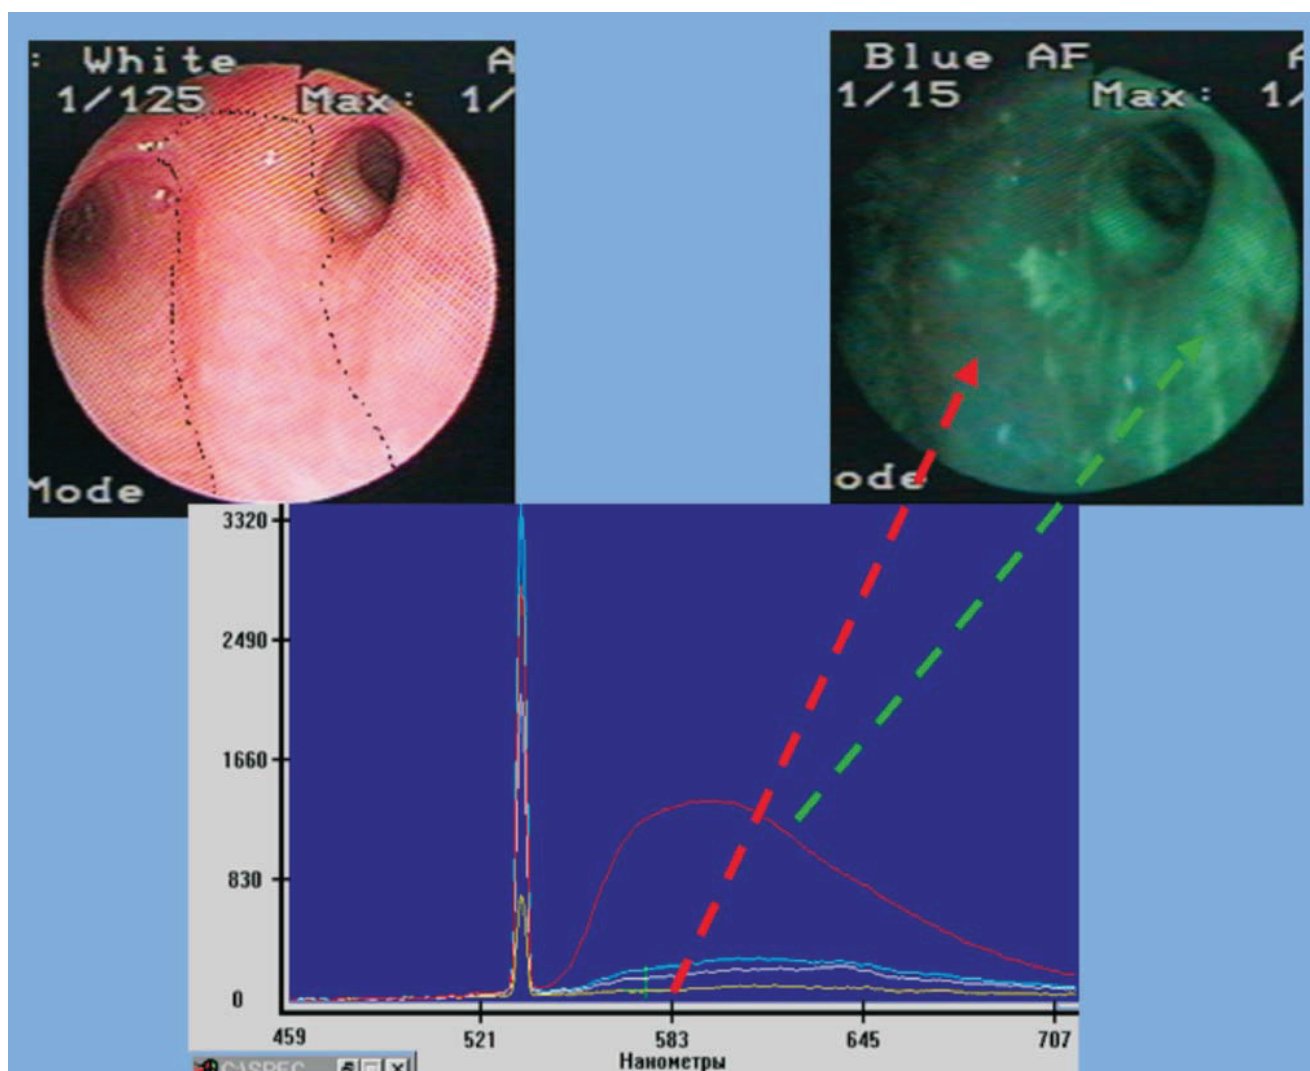 : White A
1/125 Max: 1/
Mode
Blue AF A
1/15 Max: 1/
ode
3320
2490
1660
830
0
459 521 583 645 707
Нанометры
C:\SPEC